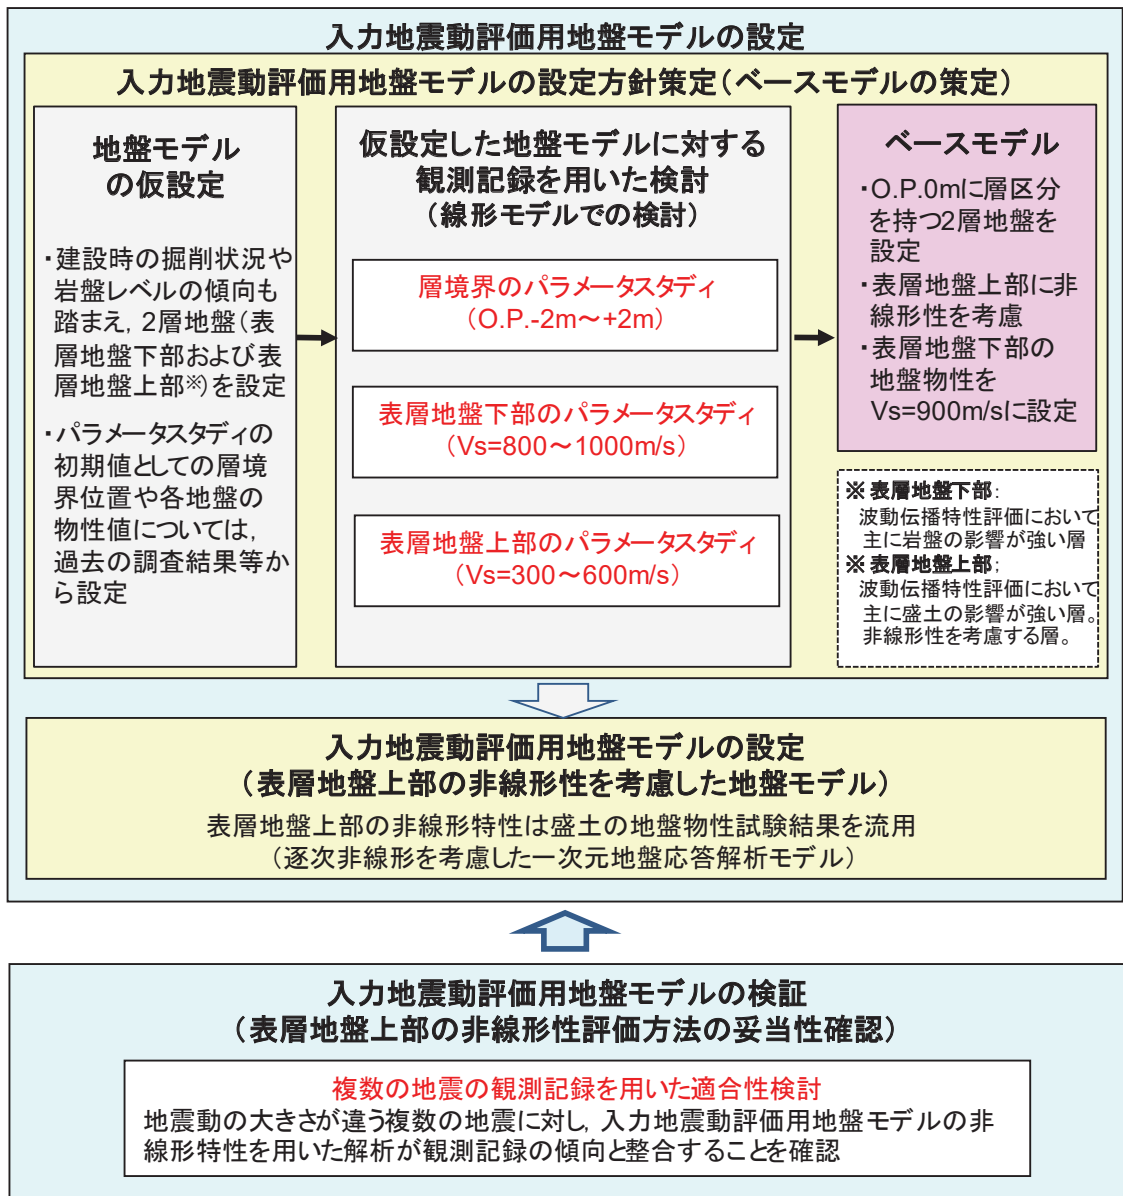 入力地震動評価用地盤モデルの設定
入力地震動評価用地盤モデルの設定方針策定（ベースモデルの策定）
地盤モデル
の仮設定
・建設時の掘削状況や
岩盤レベルの傾向も
踏まえ，2層地盤（表
層地盤下部および表
層地盤上部※）を設定
・パラメータスタディの
初期値としての層境
界位置や各地盤の
物性値については，
過去の調査結果等か
ら設定
仮設定した地盤モデルに対する
観測記録を用いた検討
（線形モデルでの検討）
層境界のパラメータスタディ
（O.P.-2m～+2m）
表層地盤下部のパラメータスタディ
（Vs=800～1000m/s）
表層地盤上部のパラメータスタディ
（Vs=300～600m/s）
ベースモデル
・O.P.0mに層区分
を持つ2層地盤を
設定
・表層地盤上部に非
線形性を考慮
・表層地盤下部の
地盤物性を
Vs=900m/sに設定
※ 表層地盤下部：
波動伝播特性評価において
主に岩盤の影響が強い層
※ 表層地盤上部；
波動伝播特性評価において
主に盛土の影響が強い層。
非線形性を考慮する層。
入力地震動評価用地盤モデルの設定
（表層地盤上部の非線形性を考慮した地盤モデル）
表層地盤上部の非線形特性は盛土の地盤物性試験結果を流用
（逐次非線形を考慮した一次元地盤応答解析モデル）
入力地震動評価用地盤モデルの検証
（表層地盤上部の非線形性評価方法の妥当性確認）
複数の地震の観測記録を用いた適合性検討
地震動の大きさが違う複数の地震に対し，入力地震動評価用地盤モデルの非
線形特性を用いた解析が観測記録の傾向と整合することを確認